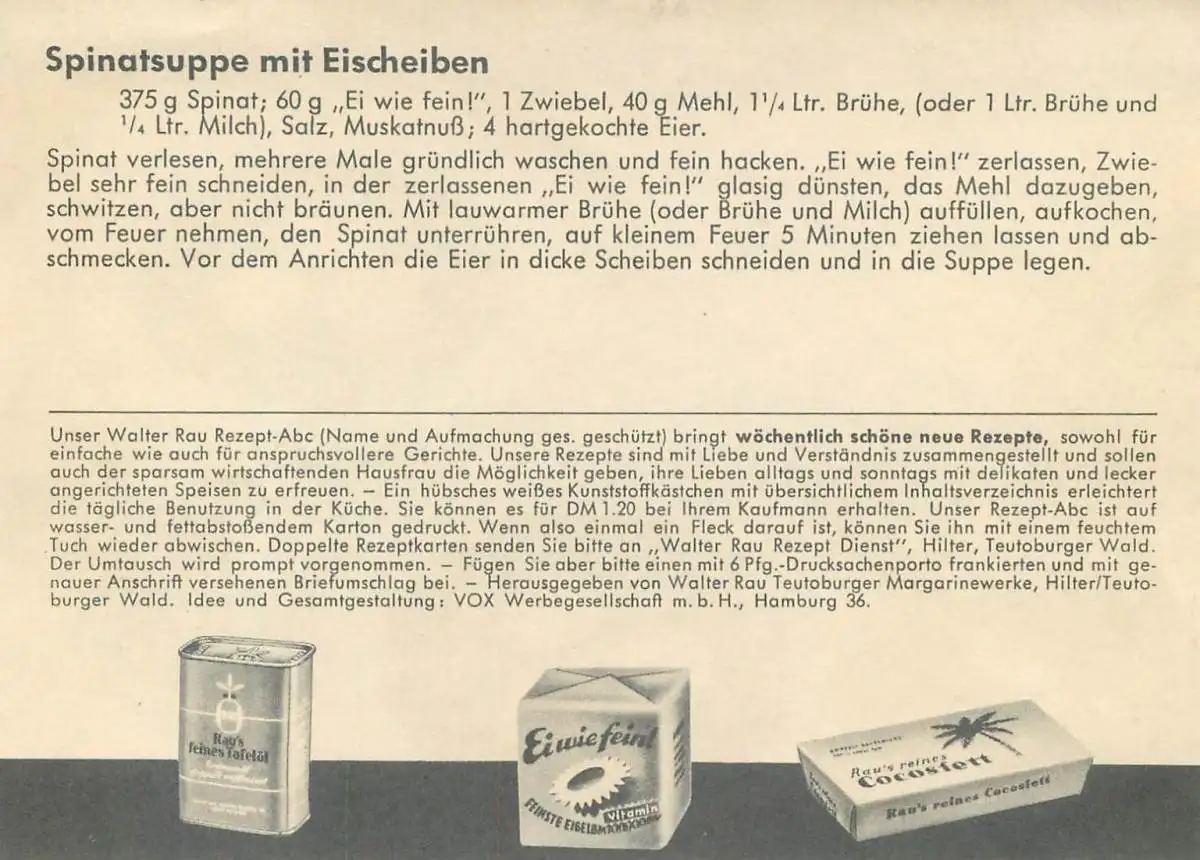 Spinatsuppe mit Eischeiben
375 g Spinat; 60 g „Ei wie fein!", 1 Zwiebel, 40 g Mehl, 1¹/₄ Ltr. Brühe, (oder 1 Ltr. Brühe und
¹/₄ Ltr. Milch), Salz, Muskatnuß; 4 hartgekochte Eier.
Spinat verlesen, mehrere Male gründlich waschen und fein hacken. „Ei wie fein!" zerlassen, Zwie-
bel sehr fein schneiden, in der zerlassenen „Ei wie fein!" glasig dünsten, das Mehl dazugeben,
schwitzen, aber nicht bräunen. Mit lauwarmer Brühe (oder Brühe und Milch) auffüllen, aufkochen,
vom Feuer nehmen, den Spinat unterrühren, auf kleinem Feuer 5 Minuten ziehen lassen und ab-
schmecken. Vor dem Anrichten die Eier in dicke Scheiben schneiden und in die Suppe legen.
Unser Walter Rau Rezept-Abc (Name und Aufmachung ges. geschützt) bringt wöchentlich schöne neue Rezepte, sowohl für
einfache wie auch für anspruchsvollere Gerichte. Unsere Rezepte sind mit Liebe und Verständnis zusammengestellt und sollen
auch der sparsam wirtschaftenden Hausfrau die Möglichkeit geben, ihre Lieben alltags und sonntags mit delikaten und lecker
angerichteten Speisen zu erfreuen. – Ein hübsches weißes Kunststoffkästchen mit übersichtlichem Inhaltsverzeichnis erleichtert
die tägliche Benutzung in der Küche. Sie können es für DM 1.20 bei Ihrem Kaufmann erhalten. Unser Rezept-Abc ist auf
wasser- und fettabstoßendem Karton gedruckt. Wenn also einmal ein Fleck darauf ist, können Sie ihn mit einem feuchtem
Tuch wieder abwischen. Doppelte Rezeptkarten senden Sie bitte an „Walter Rau Rezept Dienst", Hilter, Teutoburger Wald.
Der Umtausch wird prompt vorgenommen. – Fügen Sie aber bitte einen mit 6 Pfg.-Drucksachenporto frankierten und mit ge-
nauer Anschrift versehenen Briefumschlag bei. – Herausgegeben von Walter Rau Teutoburger Margarinewerke, Hilter/Teuto-
burger Wald. Idee und Gesamtgestaltung: VOX Werbegesellschaft m. b. H., Hamburg 36.
Rau's
feines Tafelöl
Ei wie fein!
Vitamin
FEINSTE
Rau's reines
Cocosfett
Rau's reines Cocosfett